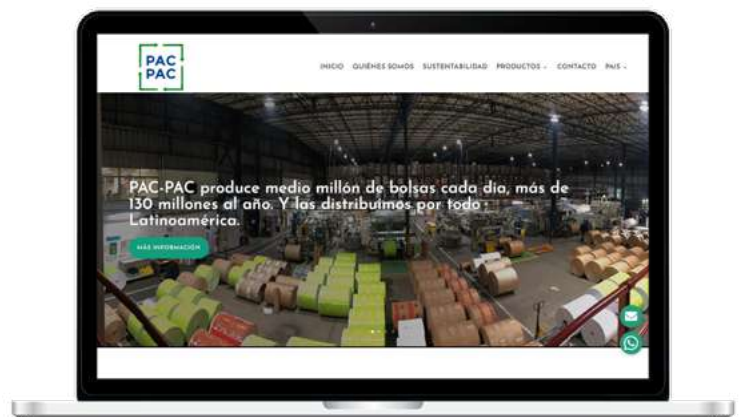 PAC
PAC
INICIO QUIÉNES SOMOS SUSTENTABILIDAD PRODUCTOS CONTACTO PAÍS
PAC-PAC produce medio millón de bolsas cada día, más de
130 millones al año. Y las distribuimos por todo
Latinoamérica.
MÁS INFORMACIÓN